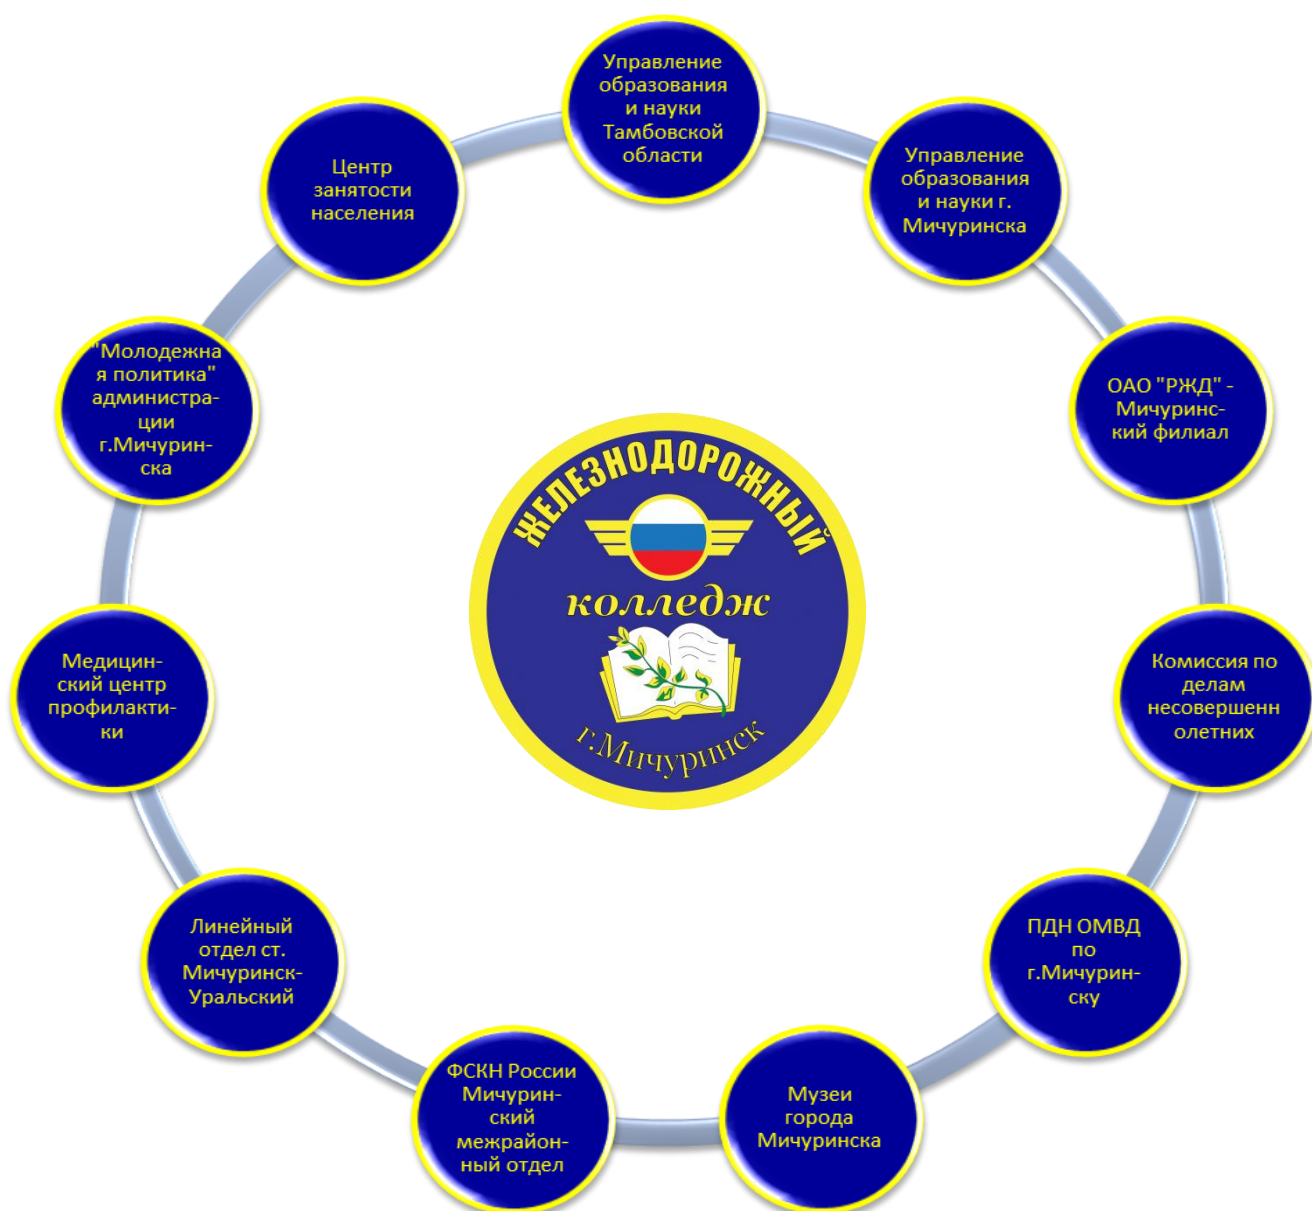 Управление
образования
и науки
Тамбовской
области
Управление
образования
и науки г.
Мичуринска
ОАО "РЖД" -
Мичуринс-
кий филиал
Комиссия по
делам
несовершенн
олетних
ПДН ОМВД
по
г.Мичурин-
ску
Музеи
города
Мичуринска
ФСКН России
Мичурин-
ский
межрайон-
ный отдел
Линейный
отдел ст.
Мичуринск-
Уральский
Медицин-
ский центр
профилакти-
ки
"Молодежна
я политика"
администра-
ции
г.Мичурин-
ска
Центр
занятости
населения
ЖЕЛЕЗНОДОРОЖНЫЙ
колледж
г.Мичуринск